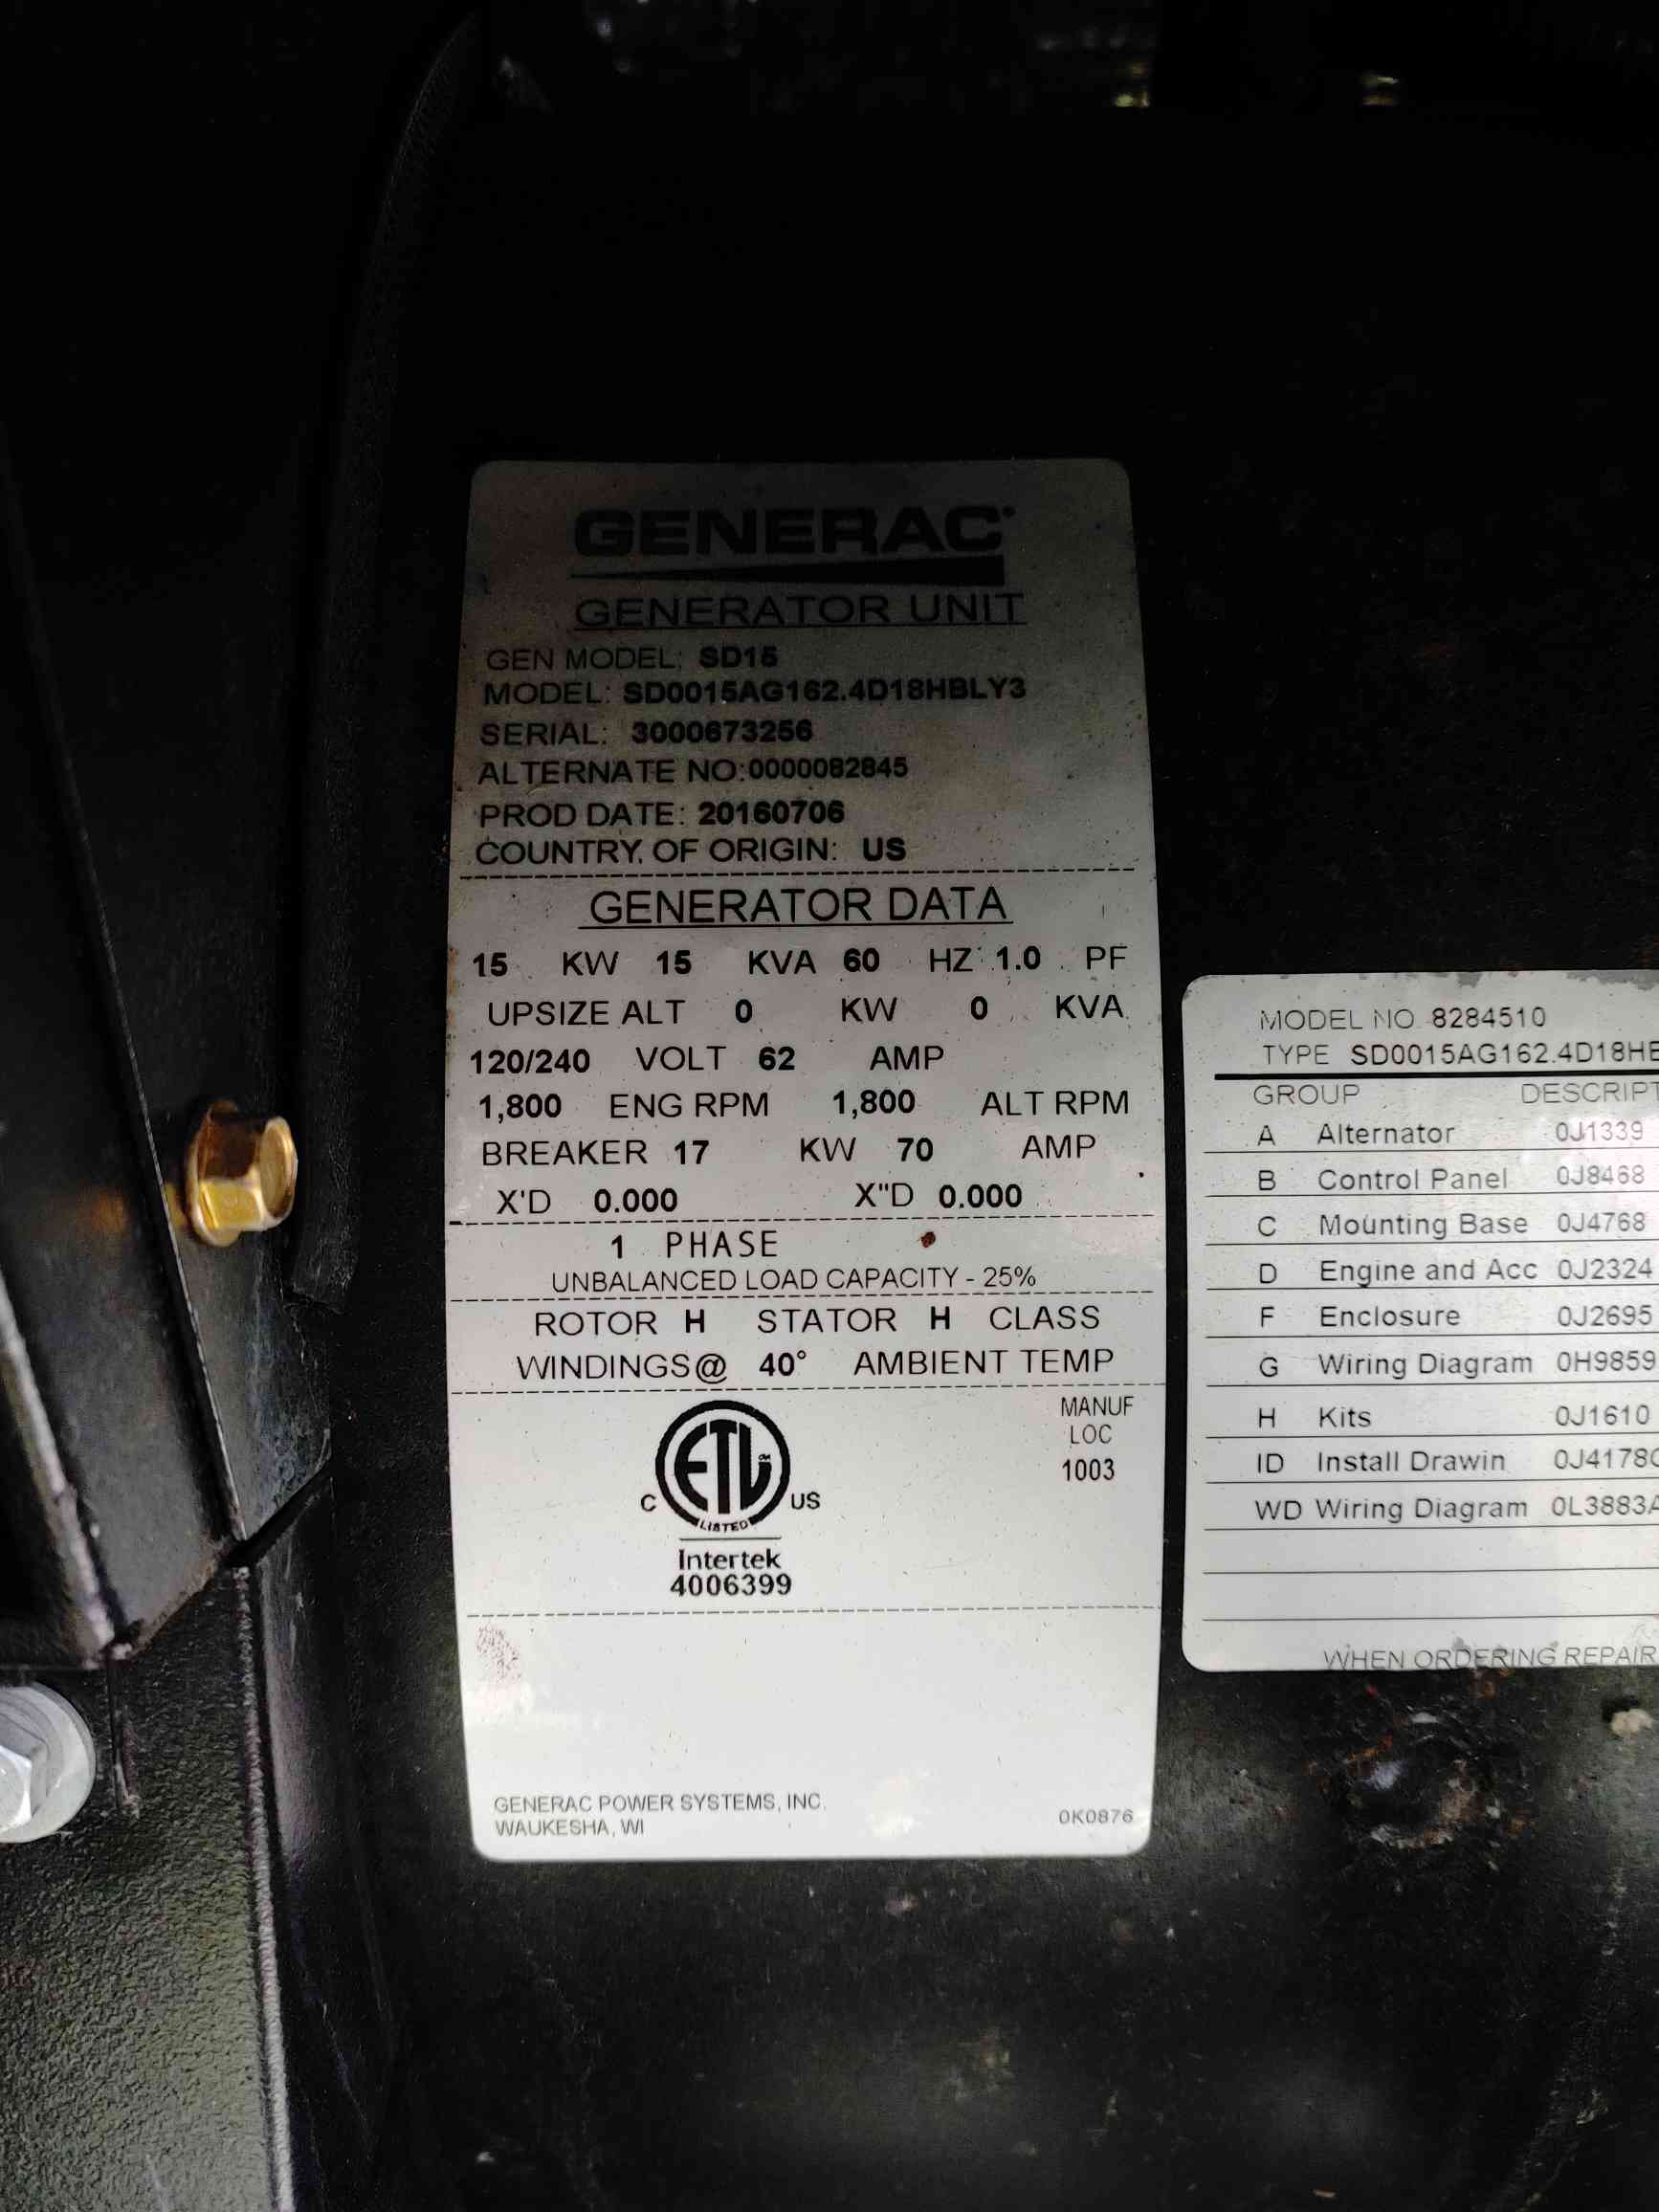 GENERAC
GENERATOR UNIT
GEN MODEL: SD15
MODEL: SD0015AG162.4D18HBLY3
SERIAL: 3000673256
ALTERNATE NO:0000082845
PROD DATE: 20160706
COUNTRY OF ORIGIN: US
GENERATOR DATA
15 KW 15 KVA 60 HZ 1.0 PF
UPSIZE ALT 0 KW 0 KVA
120/240 VOLT 62 AMP
1,800 ENG RPM 1,800 ALT RPM
BREAKER 17 KW 70 AMP
X'D 0.000 X"D 0.000
1 PHASE
UNBALANCED LOAD CAPACITY - 25%
ROTOR H STATOR H CLASS
WINDINGS@ 40° AMBIENT TEMP
MANUF
LOC
1003
C ETL US
LISTED
Intertek
4006399
GENERAC POWER SYSTEMS, INC.
WAUKESHA, WI
0K0876
MODEL NO 8284510
TYPE SD0015AG162.4D18HB
GROUP DESCRIPT
A Alternator 0J1339
B Control Panel 0J8468
C Mounting Base 0J4768
D Engine and Acc 0J2324
F Enclosure 0J2695
G Wiring Diagram 0H9859
H Kits 0J1610
ID Install Drawin 0J4178
WD Wiring Diagram 0L3883A
WHEN ORDERING REPAIR